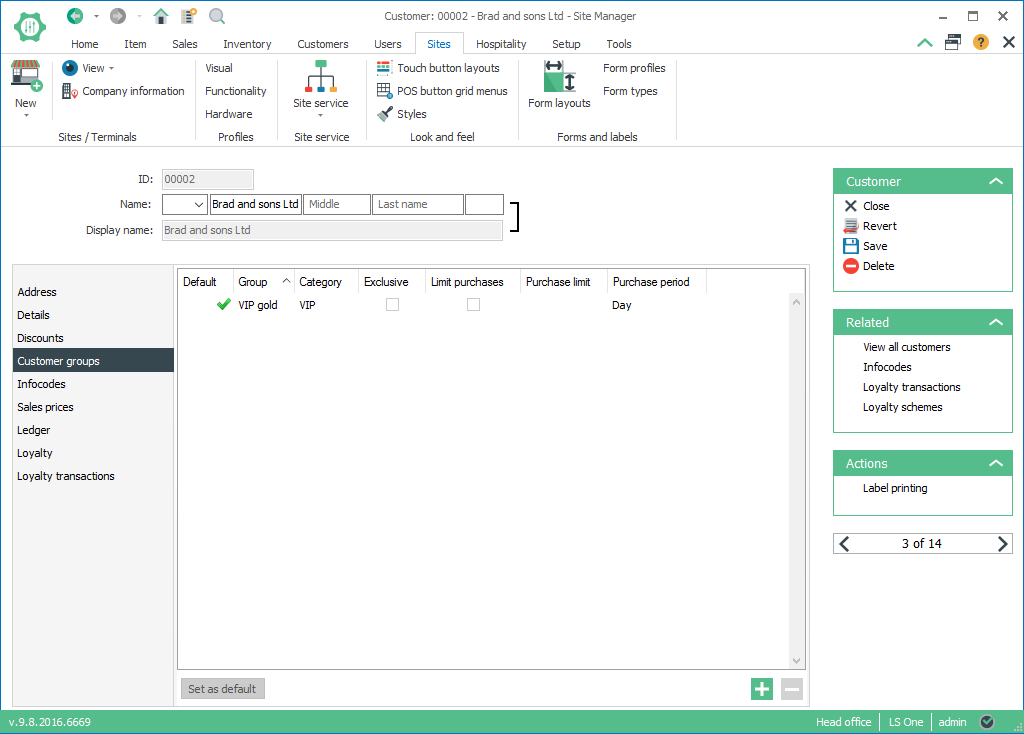 Customer: 00002 - Brad and sons Ltd - Site Manager
Home Item Sales Inventory Customers Users Sites Hospitality Setup Tools
New
View
Company information
Sites / Terminals
Visual
Functionality
Hardware
Profiles
Site service
Site service
Touch button layouts
POS button grid menus
Styles
Look and feel
Form layouts
Form profiles
Form types
Forms and labels
ID: 00002
Name: Brad and sons Ltd Middle Last name
Display name: Brad and sons Ltd
Address
Details
Discounts
Customer groups
Infocodes
Sales prices
Ledger
Loyalty
Loyalty transactions
Default Group Category Exclusive Limit purchases Purchase limit Purchase period
VIP gold VIP Day
Set as default
Customer
Close
Revert
Save
Delete
Related
View all customers
Infocodes
Loyalty transactions
Loyalty schemes
Actions
Label printing
3 of 14
v.9.8.2016.6669
Head office LS One admin